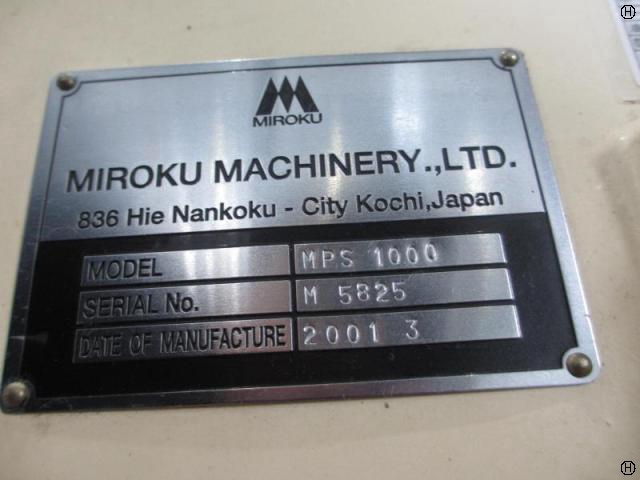 MIROKU
MIROKU MACHINERY.,LTD.
836 Hie Nankoku - City Kochi,Japan
MODEL MPS 1000
SERIAL No. M 5825
DATE OF MANUFACTURE 2001 3
H
H